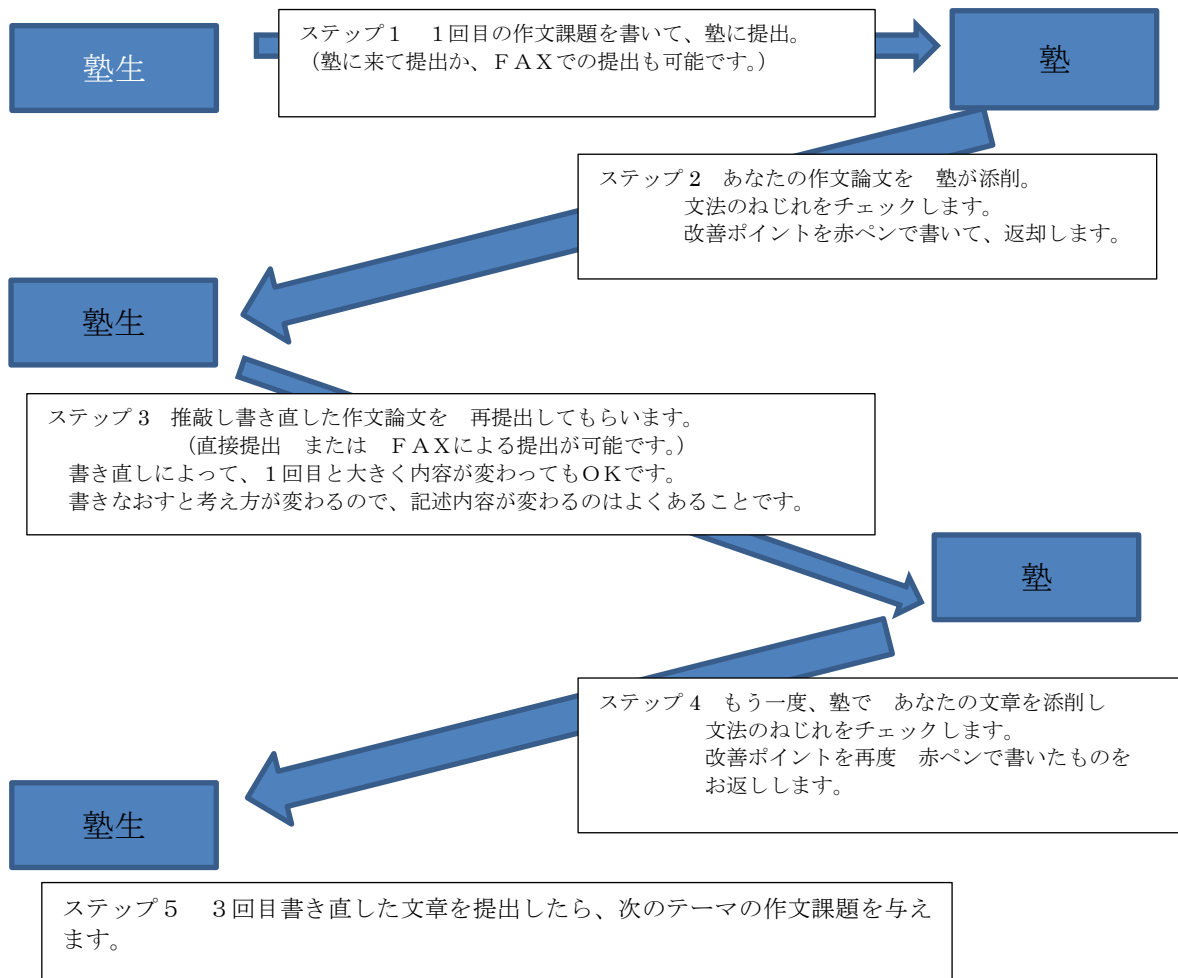 塾生
ステップ１　１回目の作文課題を書いて、塾に提出。
（塾に来て提出か、ＦＡＸでの提出も可能です。）
塾
ステップ２　あなたの作文論文を　塾が添削。
文法のねじれをチェックします。
改善ポイントを赤ペンで書いて、返却します。
塾生
ステップ３　推敲し書き直した作文論文を　再提出してもらいます。
（直接提出　または　ＦＡＸによる提出が可能です。）
書き直しによって、１回目と大きく内容が変わってもＯＫです。
書きなおすと考え方が変わるので、記述内容が変わるのはよくあることです。
塾
ステップ４　もう一度、塾で　あなたの文章を添削し
文法のねじれをチェックします。
改善ポイントを再度　赤ペンで書いたものを
お返しします。
塾生
ステップ５　３回目書き直した文章を提出したら、次のテーマの作文課題を与え
ます。